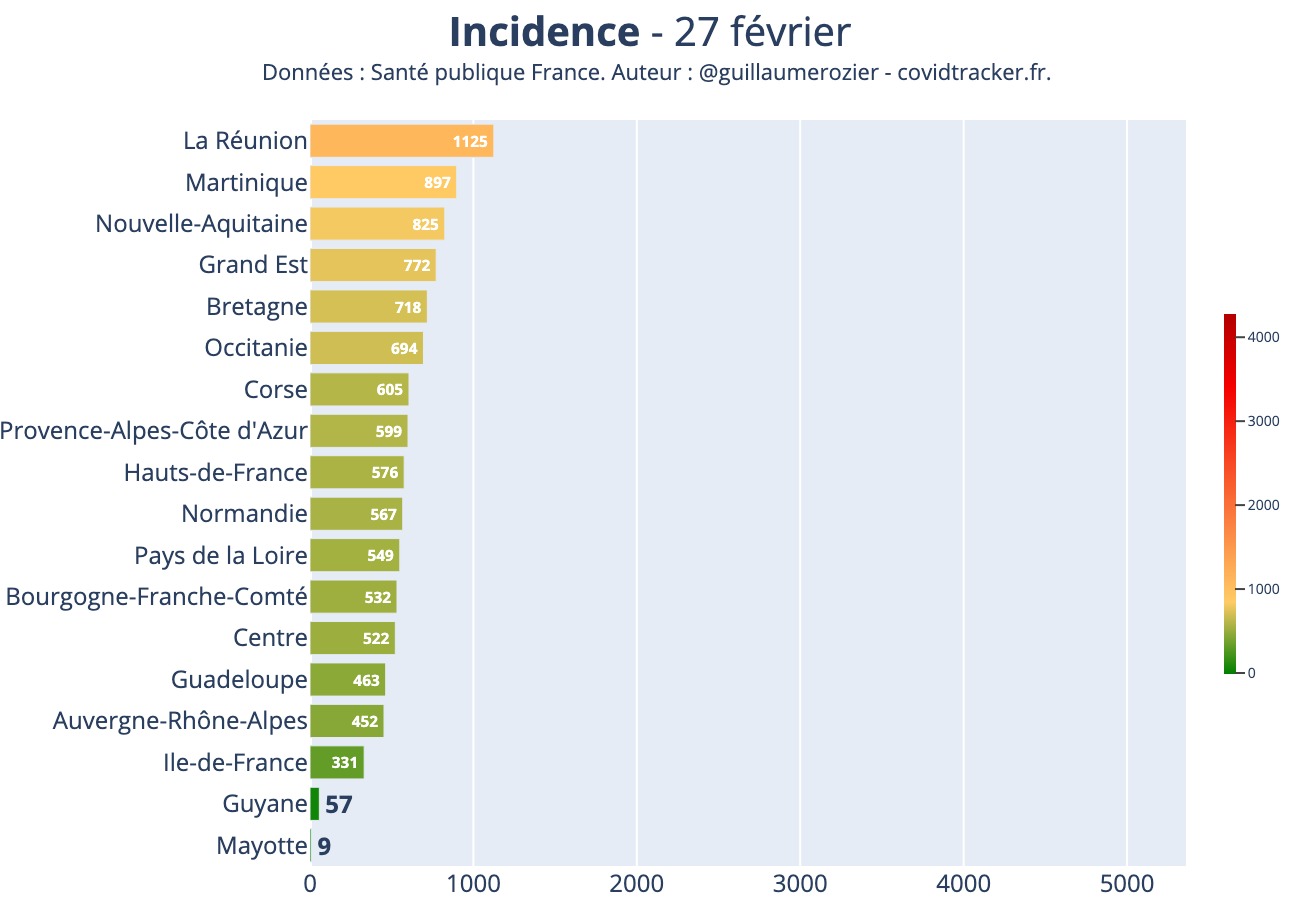 Incidence - 27 février
Données : Santé publique France. Auteur : @guillaumerozier - covidtracker.fr.
La Réunion 1125
Martinique 897
Nouvelle-Aquitaine 825
Grand Est 772
Bretagne 718
Occitanie 694
Corse 605
Provence-Alpes-Côte d'Azur 599
Hauts-de-France 576
Normandie 567
Pays de la Loire 549
Bourgogne-Franche-Comté 532
Centre 522
Guadeloupe 463
Auvergne-Rhône-Alpes 452
Ile-de-France 331
Guyane 57
Mayotte 9
0 1000 2000 3000 4000 5000
4000
3000
2000
1000
0